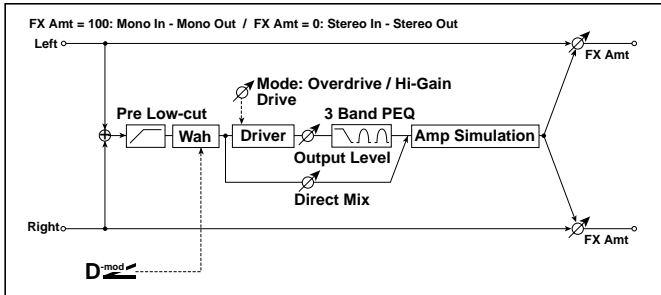 FX Amt = 100: Mono In - Mono Out / FX Amt = 0: Stereo In - Stereo Out
Left
FX Amt
Mode: Overdrive / Hi-Gain
Drive
Pre Low-cut
3 Band PEQ
Wah
Driver
Amp Simulation
Output Level
Direct Mix
Right
FX Amt
D-mod